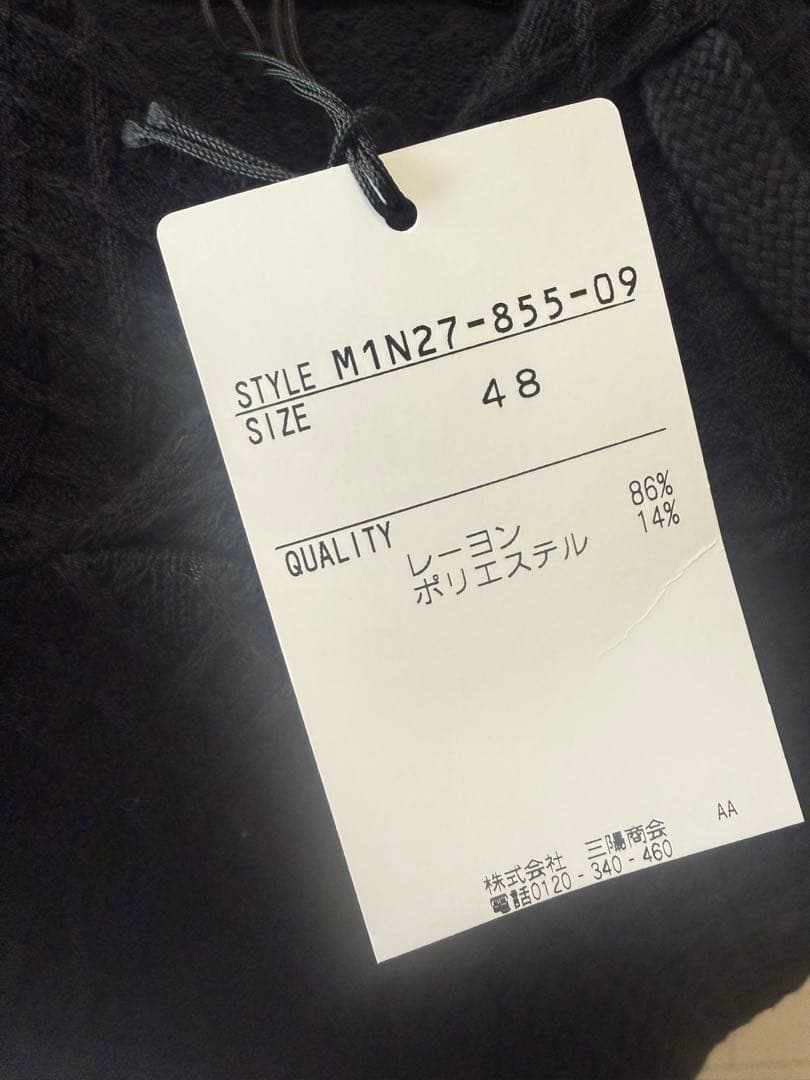 STYLE M1N27-855-09
SIZE 48
QUALITY レーヨン 86%
ポリエステル 14%
AA
株式会社 三陽商会
電話0120-340-460